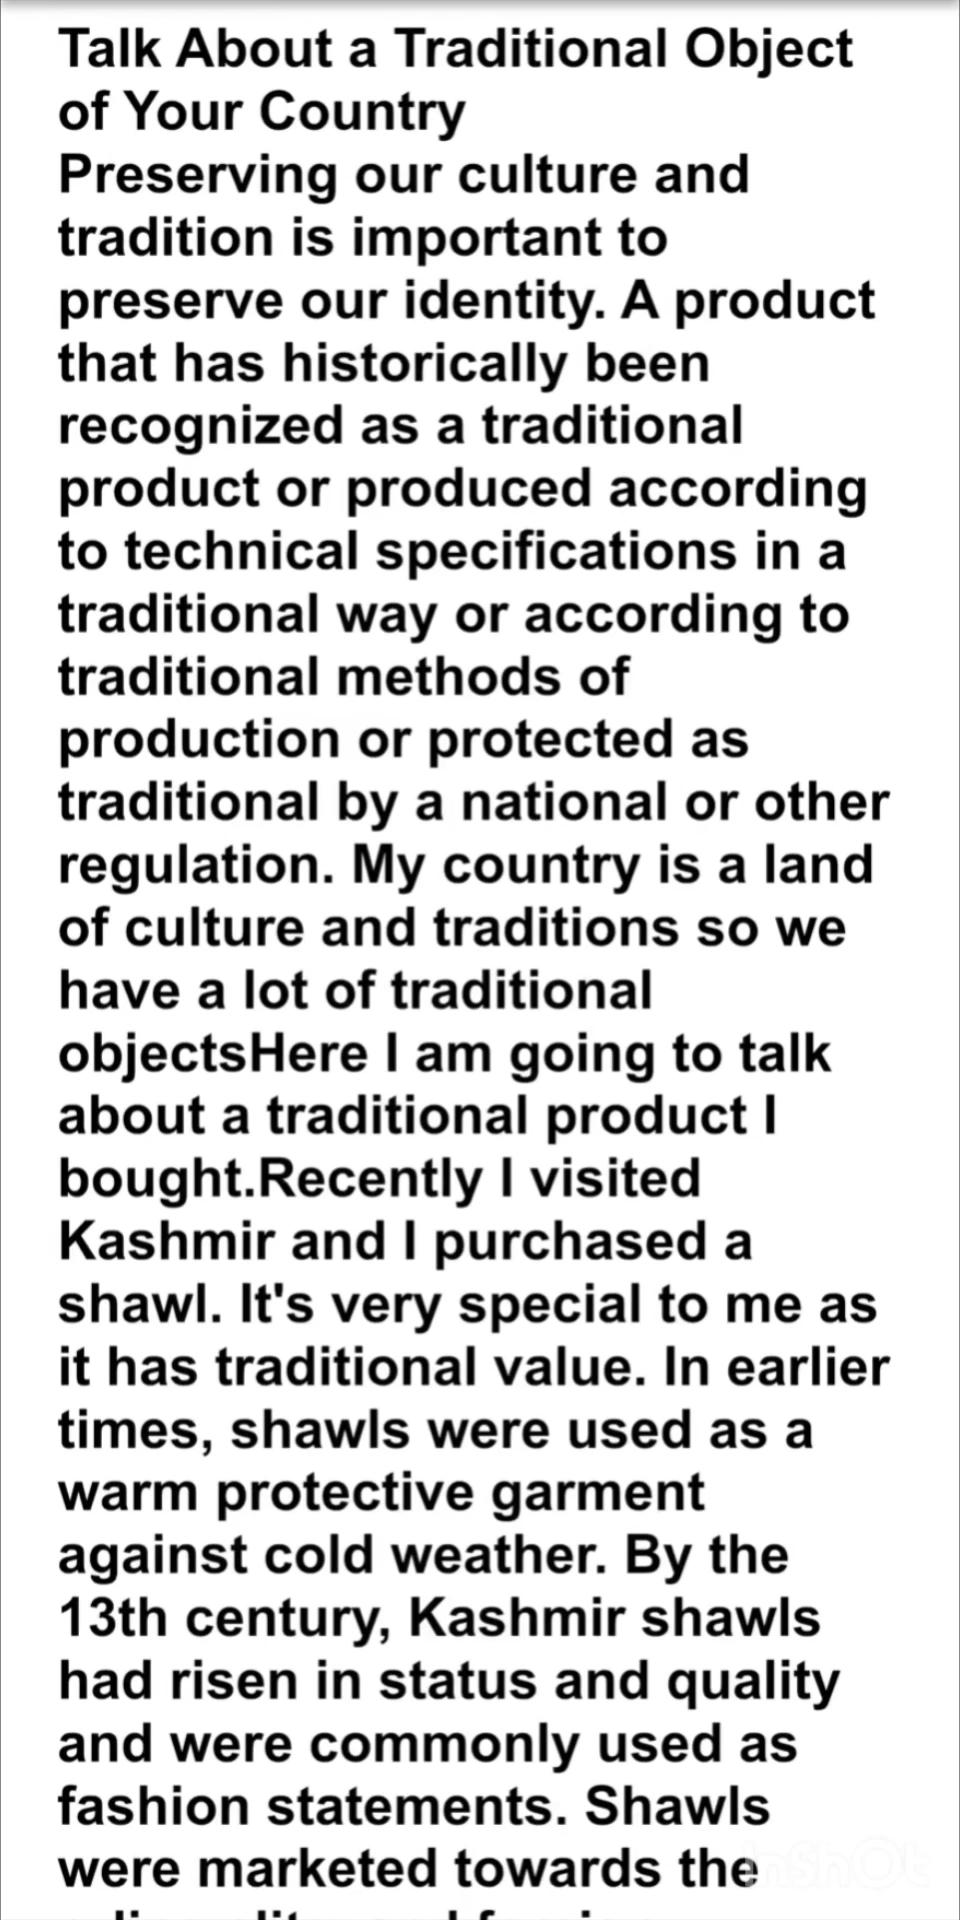 Talk About a Traditional Object
of Your Country
Preserving our culture and
tradition is important to
preserve our identity. A product
that has historically been
recognized as a traditional
product or produced according
to technical specifications in a
traditional way or according to
traditional methods of
production or protected as
traditional by a national or other
regulation. My country is a land
of culture and traditions so we
have a lot of traditional
objectsHere I am going to talk
about a traditional product I
bought.Recently I visited
Kashmir and I purchased a
shawl. It's very special to me as
it has traditional value. In earlier
times, shawls were used as a
warm protective garment
against cold weather. By the
13th century, Kashmir shawls
had risen in status and quality
and were commonly used as
fashion statements. Shawls
were marketed towards the
InShOt